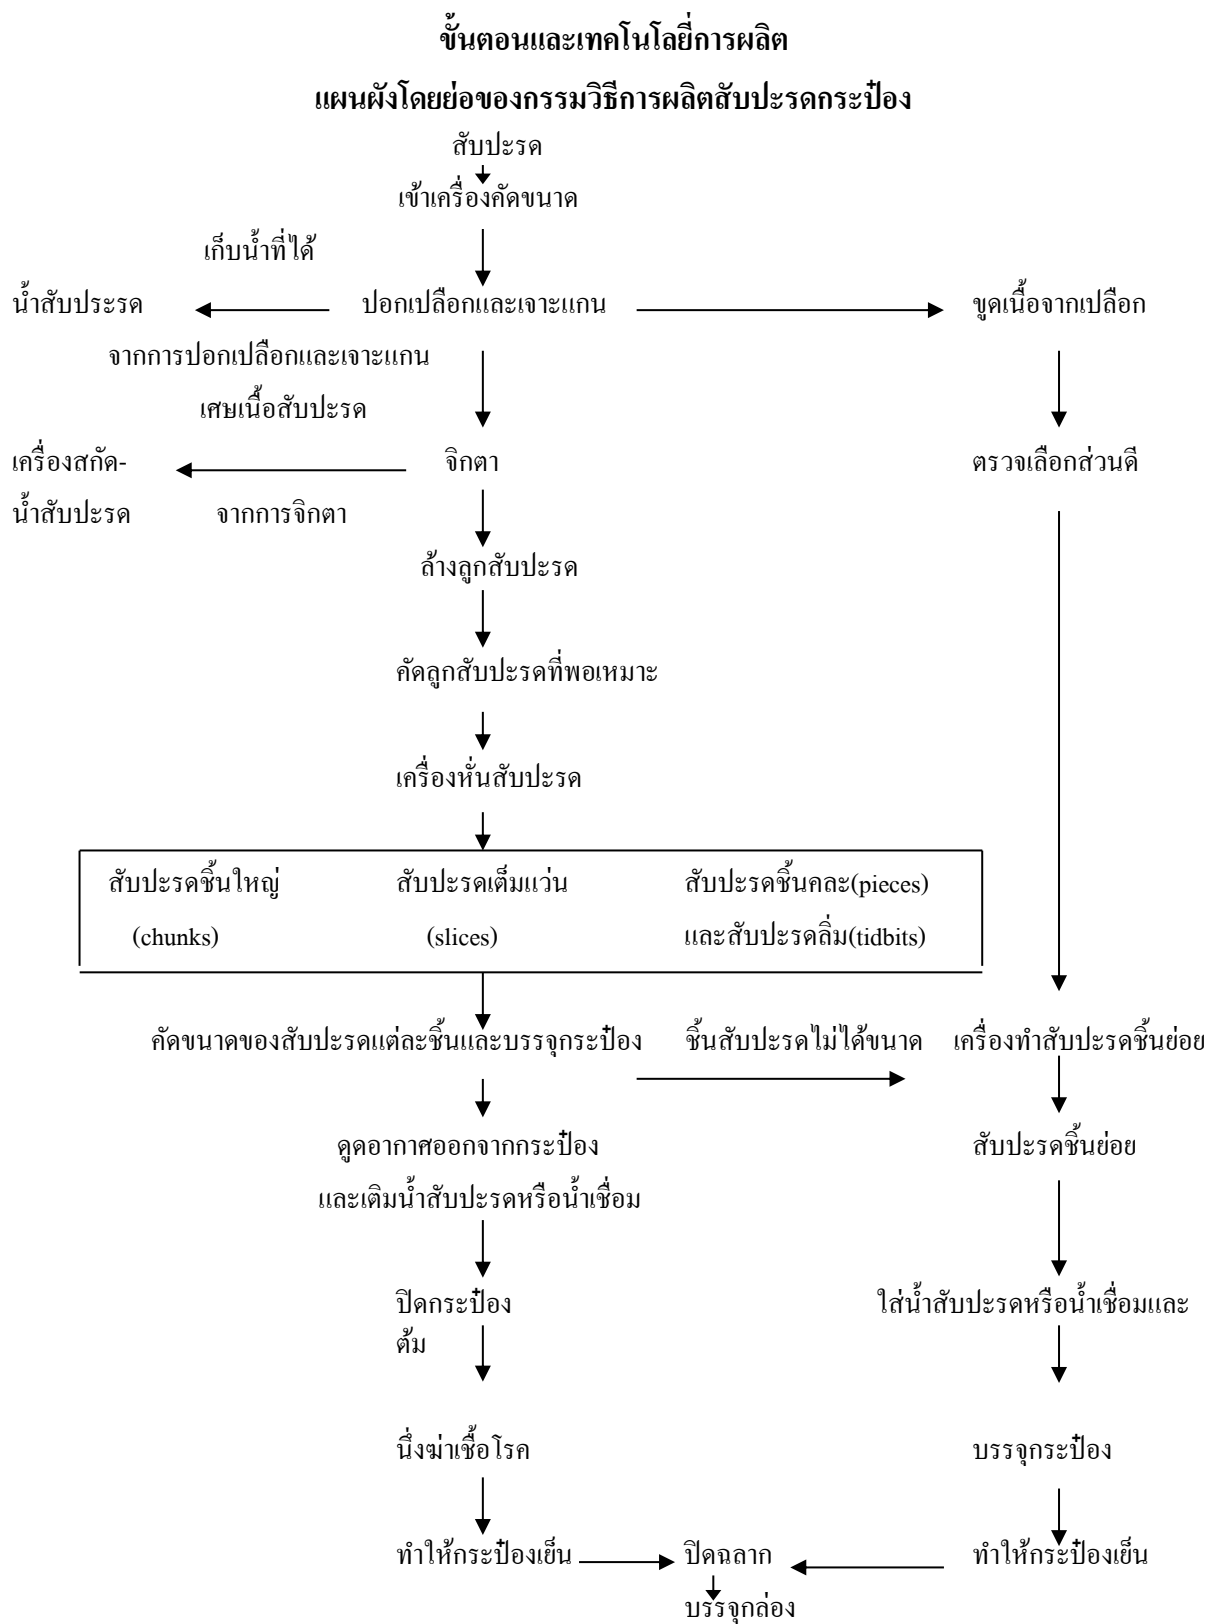 ขั้นตอนและเทคโนโลยี่การผลิต
แผนผังโดยย่อของกรรมวิธีการผลิตสับปะรดกระป๋อง
สับปะรด
เข้าเครื่องคัดขนาด
เก็บน้ำที่ได้
น้ำสับประรด ปอกเปลือกและเจาะแกน ขูดเนื้อจากเปลือก
จากการปอกเปลือกและเจาะแกน
เศษเนื้อสับปะรด
เครื่องสกัด- จิกตา ตรวจเลือกส่วนดี
น้ำสับปะรด จากการจิกตา
ล้างลูกสับปะรด
คัดลูกสับปะรดที่พอเหมาะ
เครื่องหั่นสับปะรด
สับปะรดชิ้นใหญ่ สับปะรดเต็มแว่น สับปะรดชิ้นคละ(pieces)
(chunks) (slices) และสับปะรดลิ่ม(tidbits)
คัดขนาดของสับปะรดแต่ละชิ้นและบรรจุกระป๋อง ชิ้นสับปะรดไม่ได้ขนาด เครื่องทำสับปะรดชิ้นย่อย
ดูดอากาศออกจากกระป๋อง สับปะรดชิ้นย่อย
และเติมน้ำสับปะรดหรือน้ำเชื่อม
ปิดกระป๋อง ใส่น้ำสับปะรดหรือน้ำเชื่อมและ
ต้ม
นึ่งฆ่าเชื้อโรค บรรจุกระป๋อง
ทำให้กระป๋องเย็น ปิดฉลาก ทำให้กระป๋องเย็น
บรรจุกล่อง